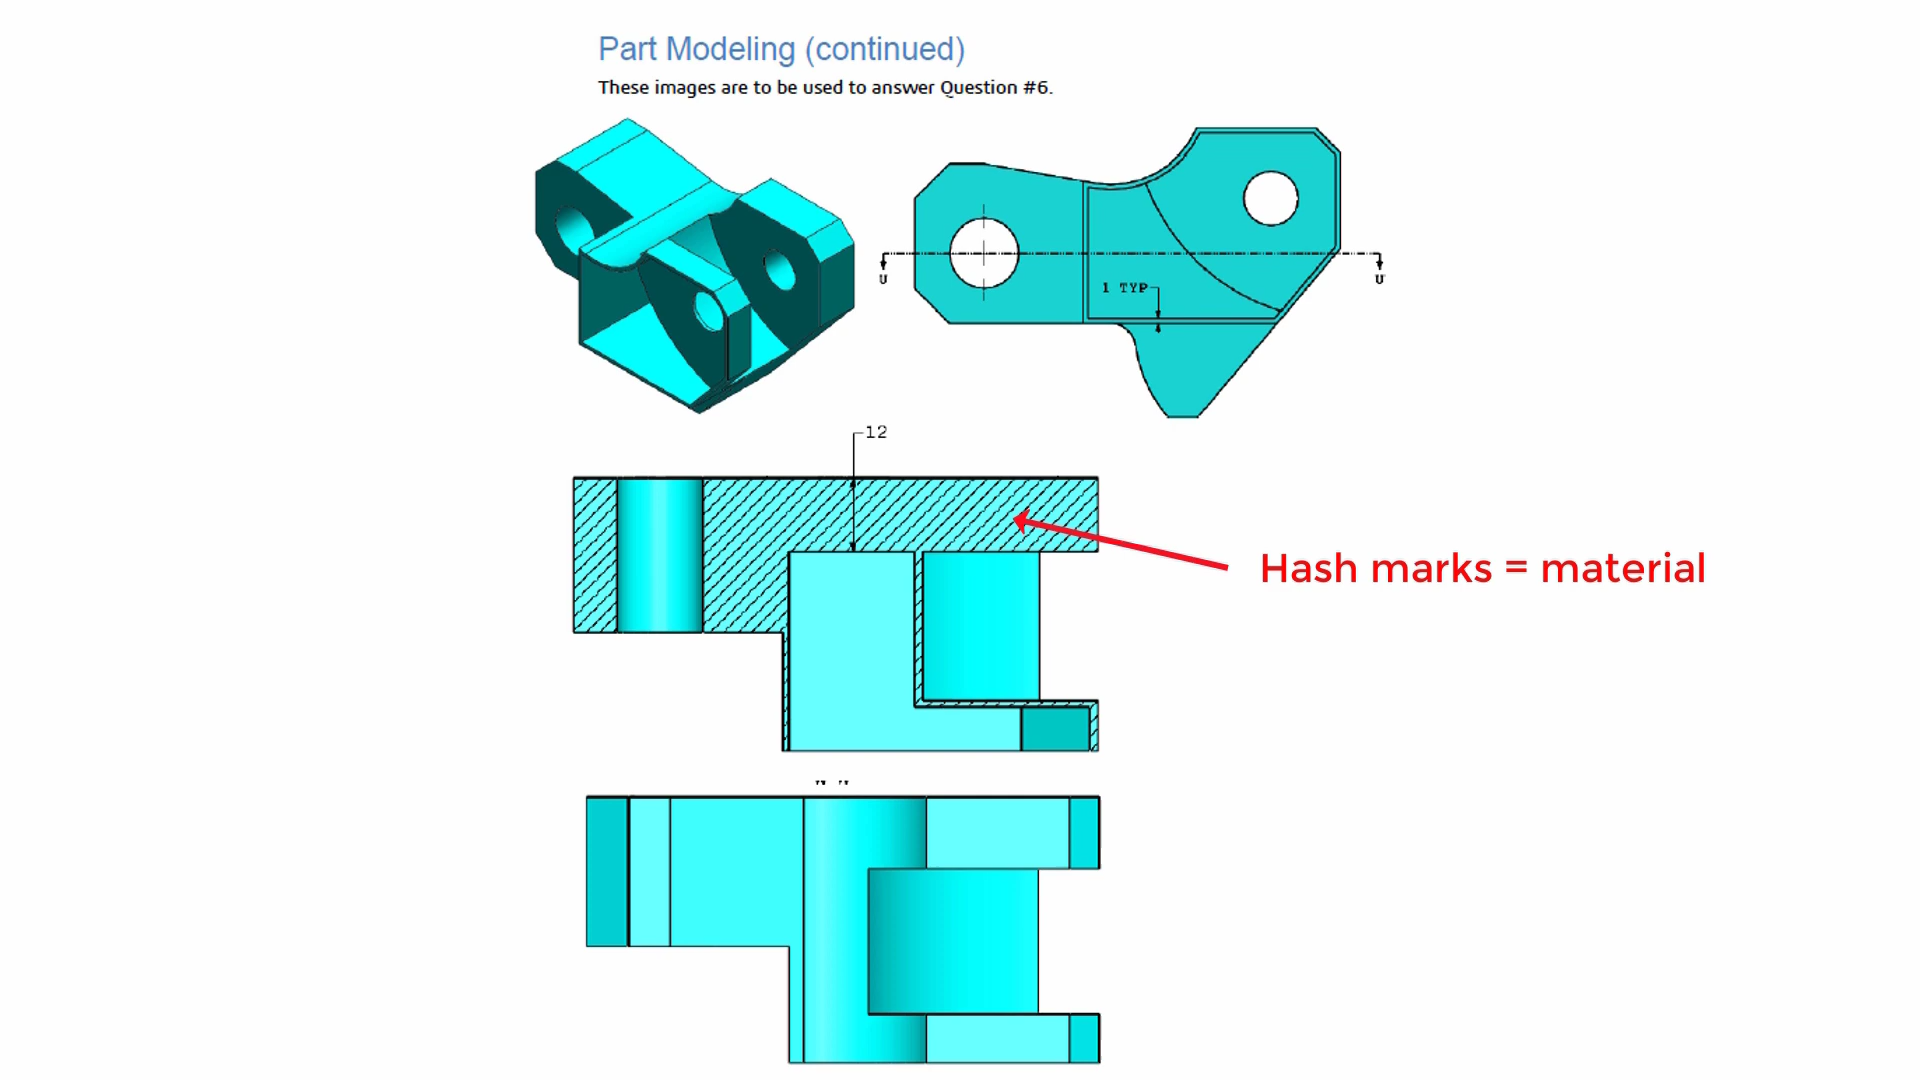 Part Modeling (continued)
These images are to be used to answer Question #6.
U
U
1 TYP
12
Hash marks = material